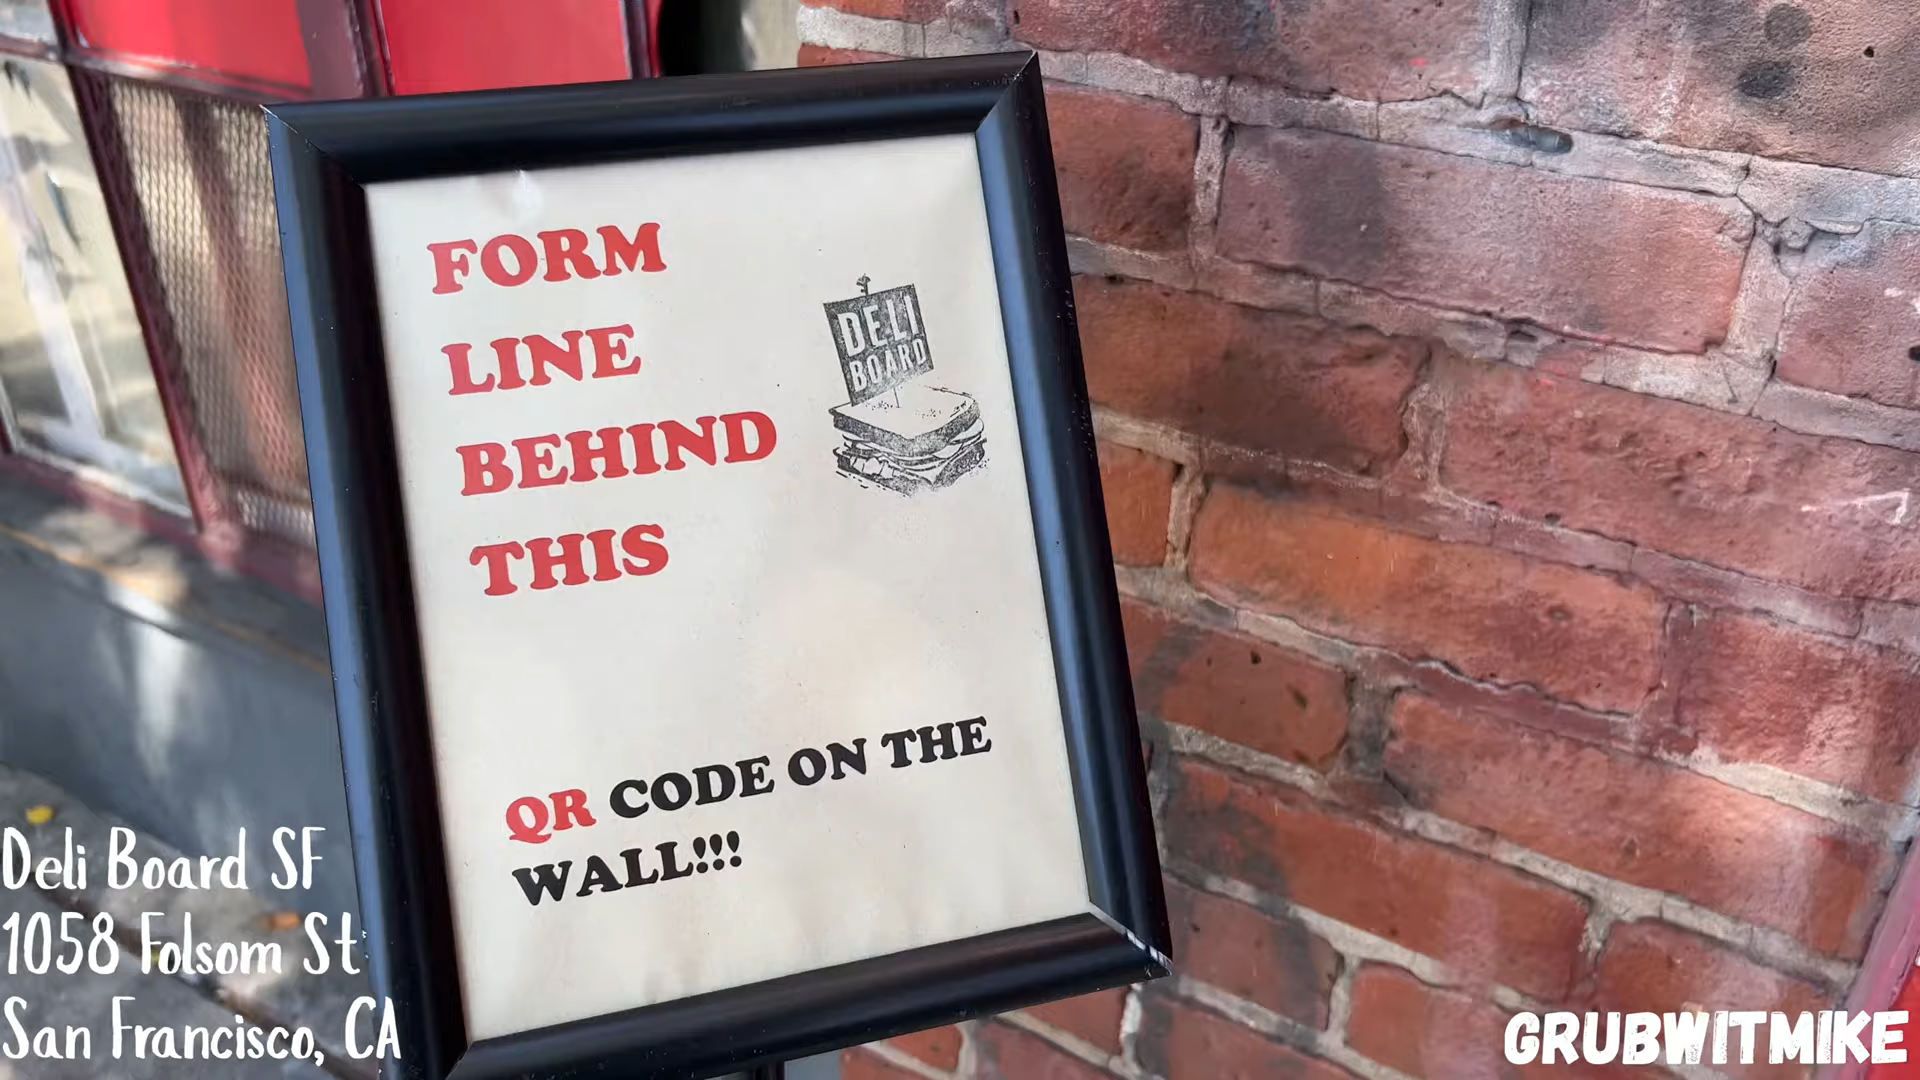 FORM
LINE
BEHIND
THIS
DELI
BOARD
QR CODE ON THE
WALL!!!
Deli Board SF
1058 Folsom St
San Francisco, CA
GRUBWITMIKE